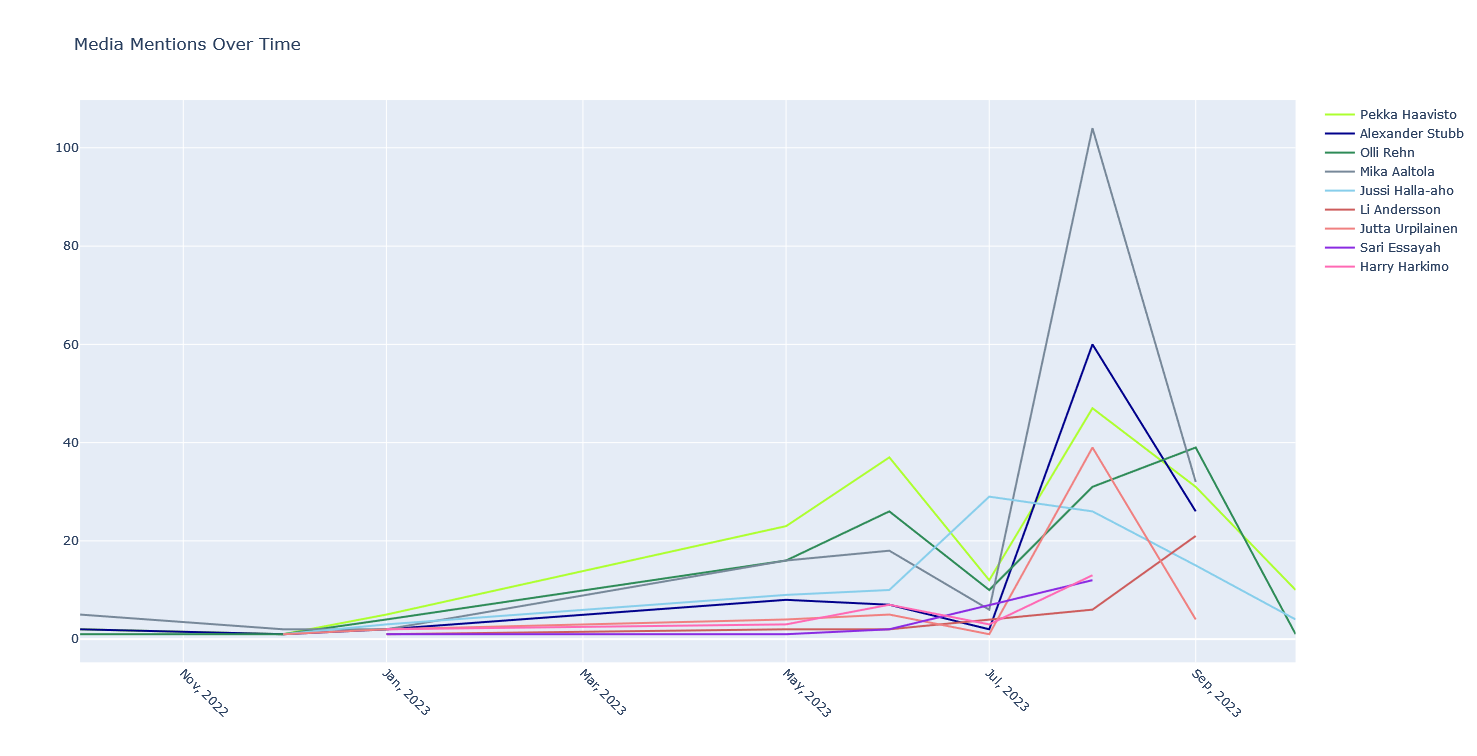 Media Mentions Over Time
Pekka Haavisto
Alexander Stubb
Olli Rehn
Mika Aaltola
Jussi Halla-aho
Li Andersson
Jutta Urpilainen
Sari Essayah
Harry Harkimo
100
80
60
40
20
0
Nov, 2022
Jan, 2023
Mar, 2023
May, 2023
Jul, 2023
Sep, 2023